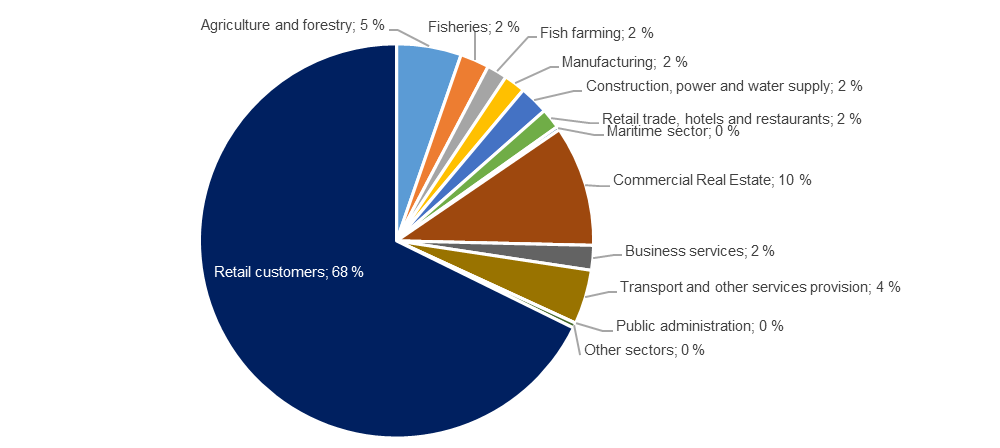 Agriculture and forestry; 5 %
Fisheries; 2 %
Fish farming; 2 %
Manufacturing; 2 %
Construction, power and water supply; 2 %
Retail trade, hotels and restaurants; 2 %
Maritime sector; 0 %
Commercial Real Estate; 10 %
Business services; 2 %
Retail customers; 68 %
Transport and other services provision; 4 %
Public administration; 0 %
Other sectors; 0 %